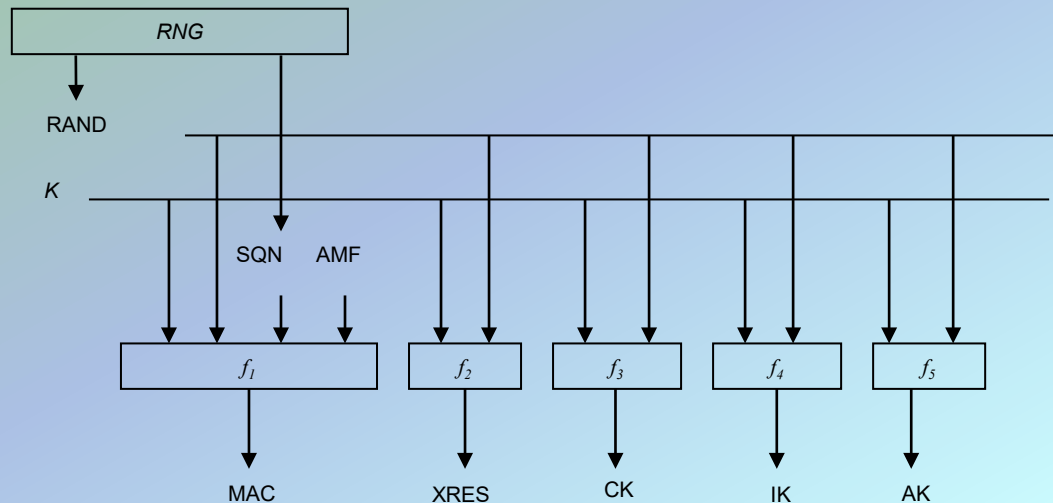 RNG
RAND
K
SQN AMF
f1 f2 f3 f4 f5
MAC XRES CK IK AK